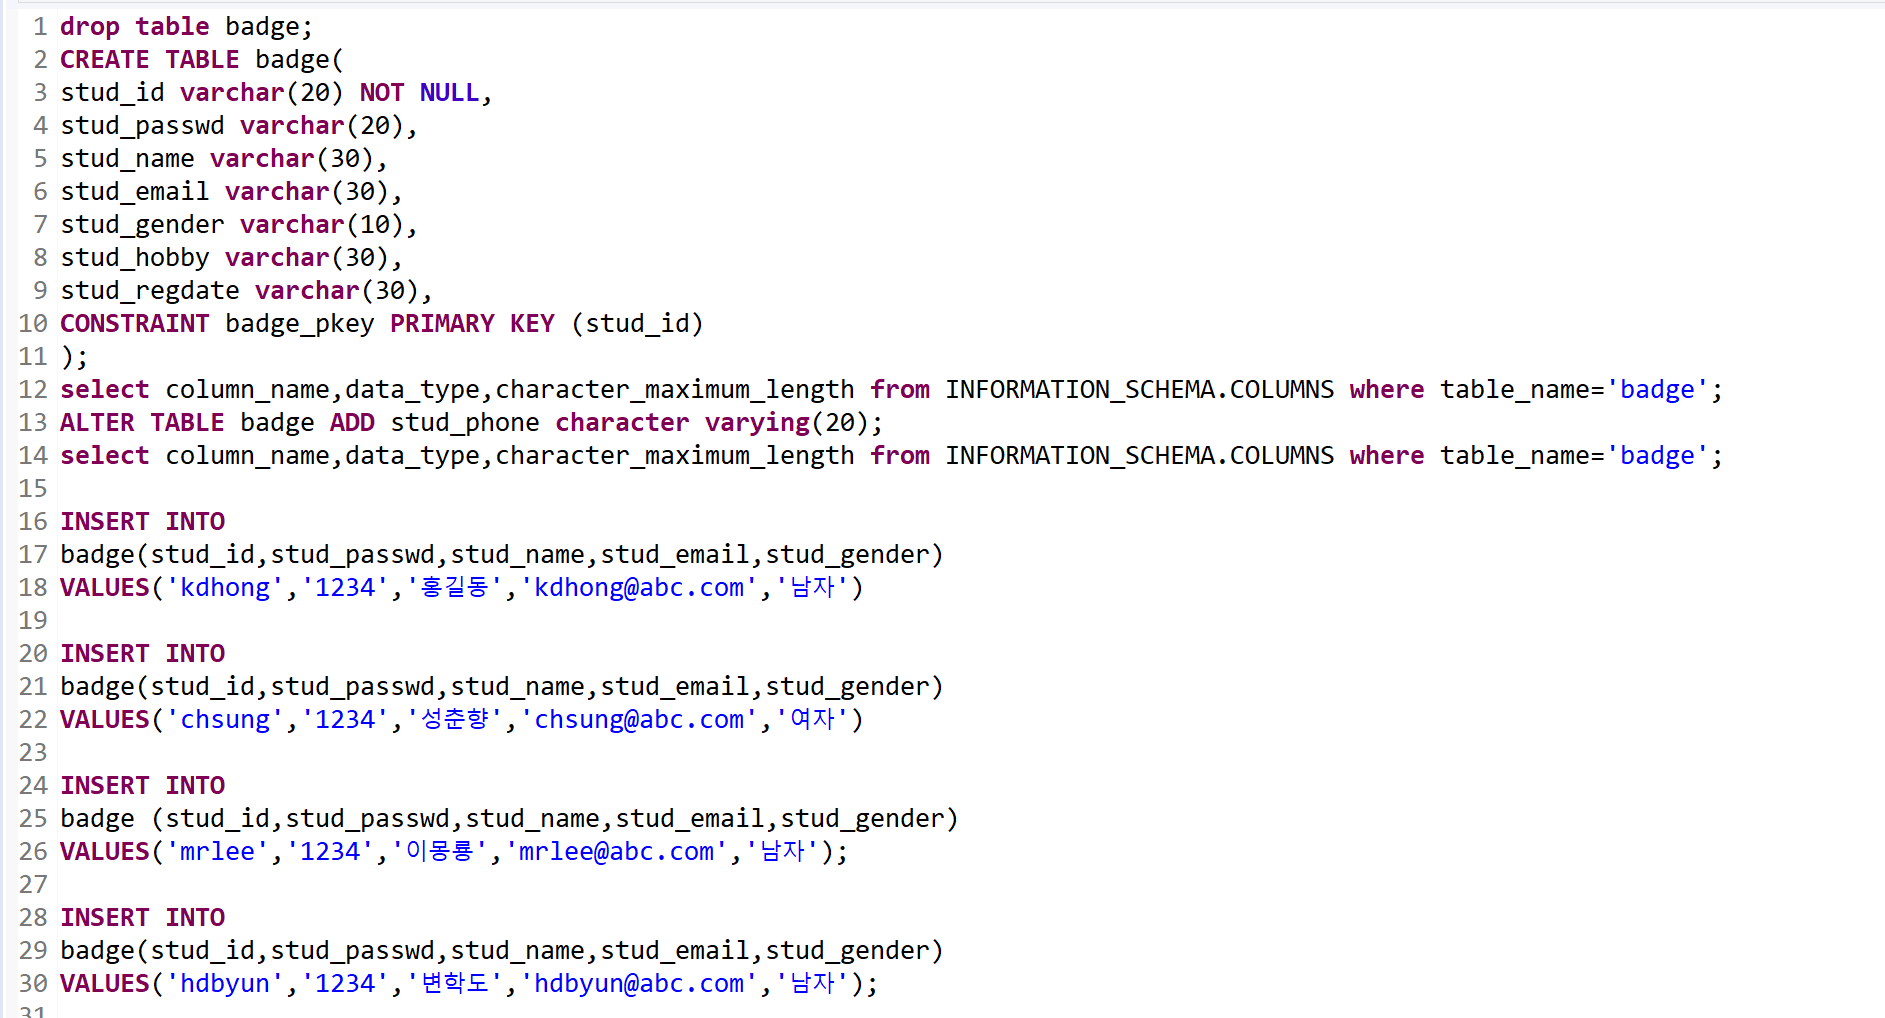 1 drop table badge;
2 CREATE TABLE badge(
3 stud_id varchar(20) NOT NULL,
4 stud_passwd varchar(20),
5 stud_name varchar(30),
6 stud_email varchar(30),
7 stud_gender varchar(10),
8 stud_hobby varchar(30),
9 stud_regdate varchar(30),
10 CONSTRAINT badge_pkey PRIMARY KEY (stud_id)
11 );
12 select column_name,data_type,character_maximum_length from INFORMATION_SCHEMA.COLUMNS where table_name='badge';
13 ALTER TABLE badge ADD stud_phone character varying(20);
14 select column_name,data_type,character_maximum_length from INFORMATION_SCHEMA.COLUMNS where table_name='badge';
15
16 INSERT INTO
17 badge(stud_id,stud_passwd,stud_name,stud_email,stud_gender)
18 VALUES('kdhong','1234','홍길동','kdhong@abc.com','남자')
19
20 INSERT INTO
21 badge(stud_id,stud_passwd,stud_name,stud_email,stud_gender)
22 VALUES('chsung','1234','성춘향','chsung@abc.com','여자')
23
24 INSERT INTO
25 badge (stud_id,stud_passwd,stud_name,stud_email,stud_gender)
26 VALUES('mrlee','1234','이몽룡','mrlee@abc.com','남자');
27
28 INSERT INTO
29 badge(stud_id,stud_passwd,stud_name,stud_email,stud_gender)
30 VALUES('hdbyun','1234','변학도','hdbyun@abc.com','남자');
31